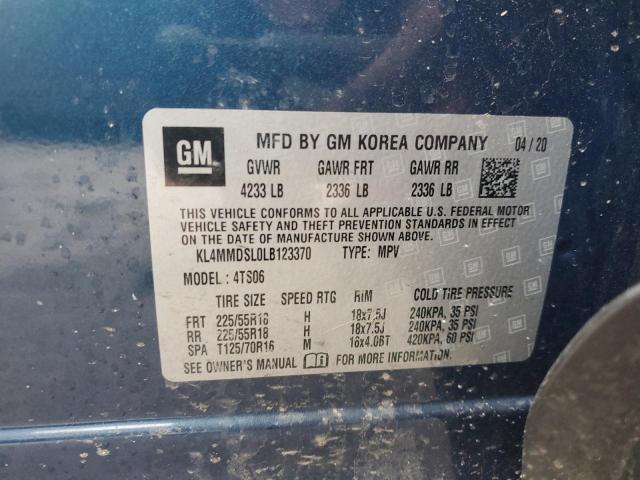 GM
MFD BY GM KOREA COMPANY 04 / 20
GVWR GAWR FRT GAWR RR
4233 LB 2336 LB 2336 LB
THIS VEHICLE CONFORMS TO ALL APPLICABLE U.S. FEDERAL MOTOR
VEHICLE SAFETY AND THEFT PREVENTION STANDARDS IN EFFECT
ON THE DATE OF MANUFACTURE SHOWN ABOVE.
KL4MMDSL0LB123370 TYPE: MPV
MODEL : 4TS06
TIRE SIZE SPEED RTG RIM COLD TIRE PRESSURE
FRT 225/55R18 H 18x7.5J 240KPA, 35 PSI
RR 225/55R18 H 18x7.5J 240KPA, 35 PSI
SPA T125/70R16 M 16x4.0BT 420KPA, 60 PSI
SEE OWNER'S MANUAL FOR MORE INFORMATION.